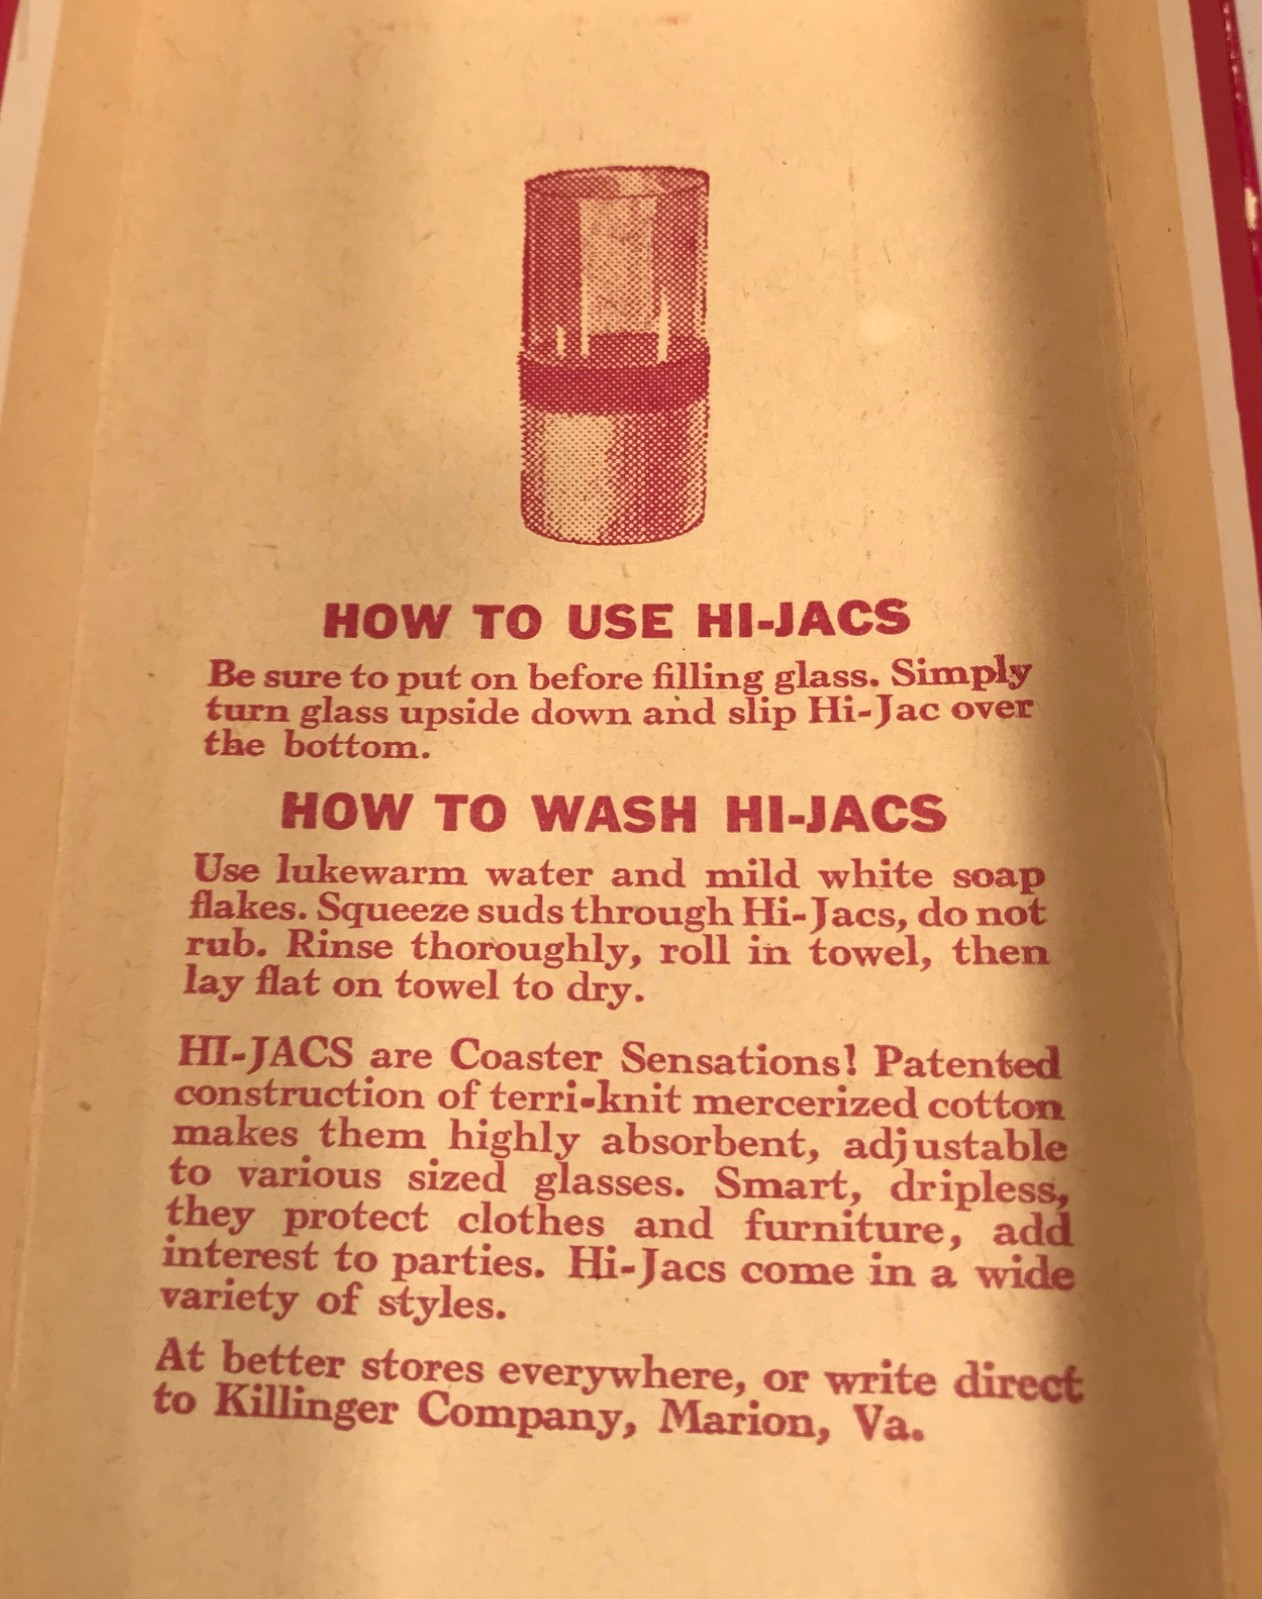 HOW TO USE HI-JACS
Be sure to put on before filling glass. Simply
turn glass upside down and slip Hi-Jac over
the bottom.
HOW TO WASH HI-JACS
Use lukewarm water and mild white soap
flakes. Squeeze suds through Hi-Jacs, do not
rub. Rinse thoroughly, roll in towel, then
lay flat on towel to dry.
HI-JACS are Coaster Sensations! Patented
construction of terri-knit mercerized cotton
makes them highly absorbent, adjustable
to various sized glasses. Smart, dripless,
they protect clothes and furniture, add
interest to parties. Hi-Jacs come in a wide
variety of styles.
At better stores everywhere, or write direct
to Killinger Company, Marion, Va.